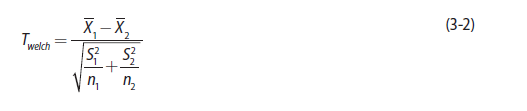 T_welch = (X̅_1 − X̅_2) / √(S_1^2/n_1 + S_2^2/n_2) (3-2)